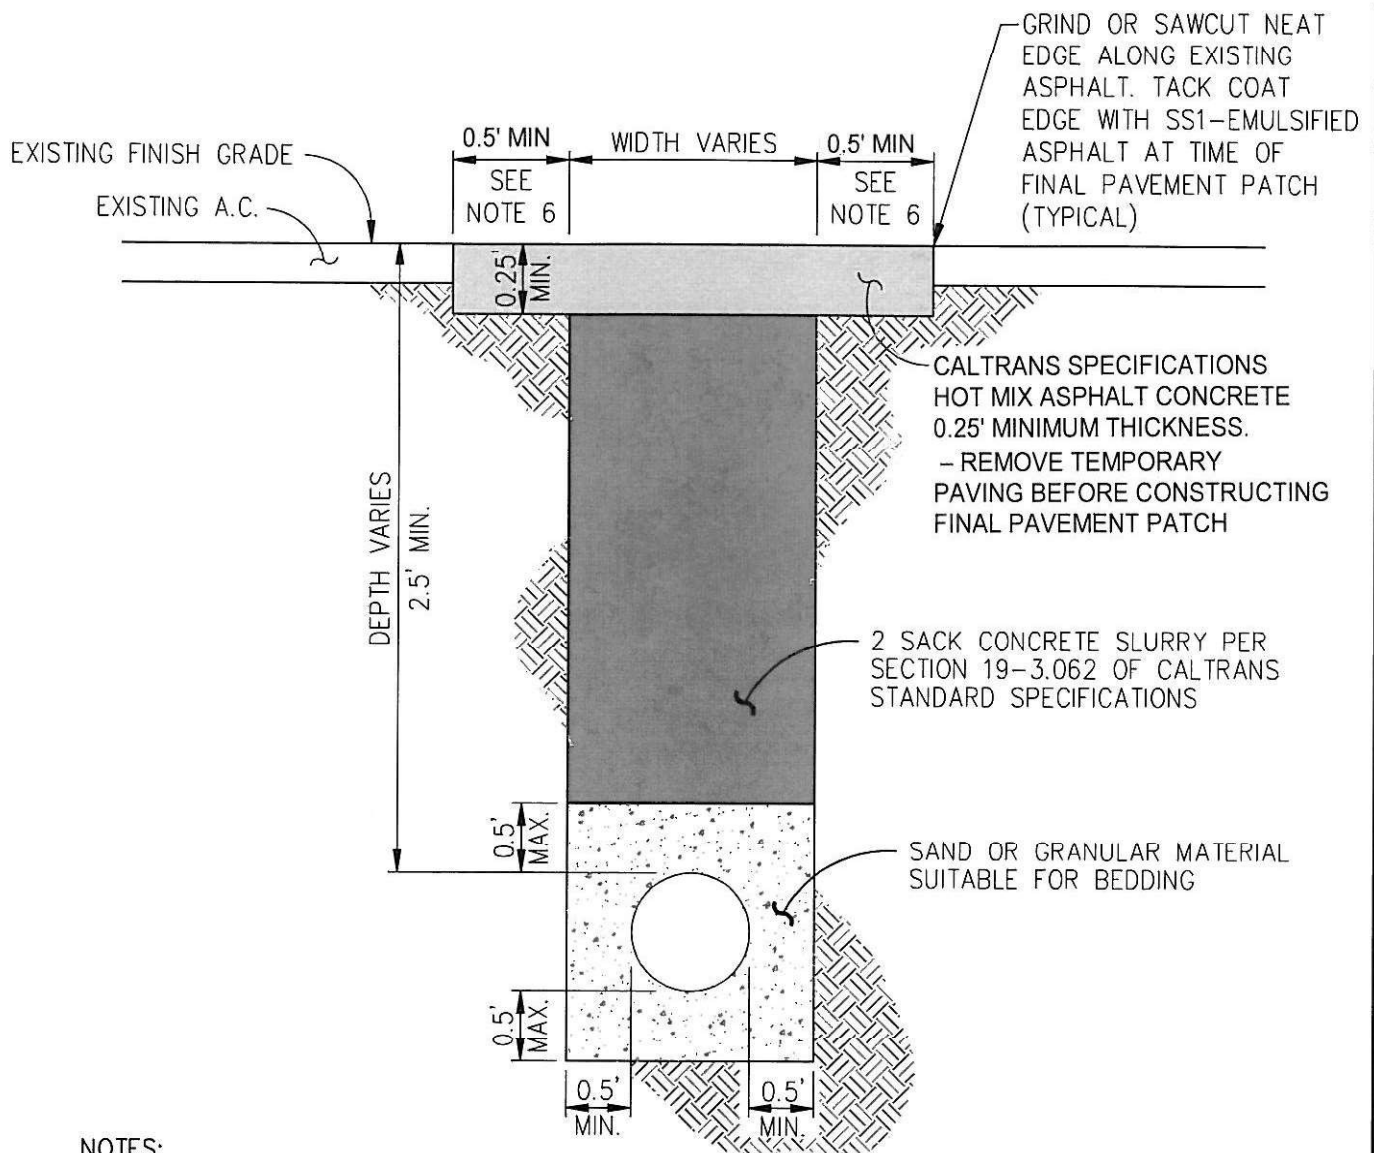 GRIND OR SAWCUT NEAT
EDGE ALONG EXISTING
ASPHALT. TACK COAT
EDGE WITH SS1-EMULSIFIED
ASPHALT AT TIME OF
FINAL PAVEMENT PATCH
(TYPICAL)
0.5' MIN
WIDTH VARIES
0.5' MIN
EXISTING FINISH GRADE
SEE
NOTE 6
SEE
NOTE 6
EXISTING A.C.
0.25'
MIN.
CALTRANS SPECIFICATIONS
HOT MIX ASPHALT CONCRETE
0.25' MINIMUM THICKNESS.
– REMOVE TEMPORARY
PAVING BEFORE CONSTRUCTING
FINAL PAVEMENT PATCH
DEPTH VARIES
2.5' MIN.
2 SACK CONCRETE SLURRY PER
SECTION 19-3.062 OF CALTRANS
STANDARD SPECIFICATIONS
0.5'
MAX.
SAND OR GRANULAR MATERIAL
SUITABLE FOR BEDDING
0.5'
MAX.
0.5'
MIN.
0.5'
MIN.
NOTES: